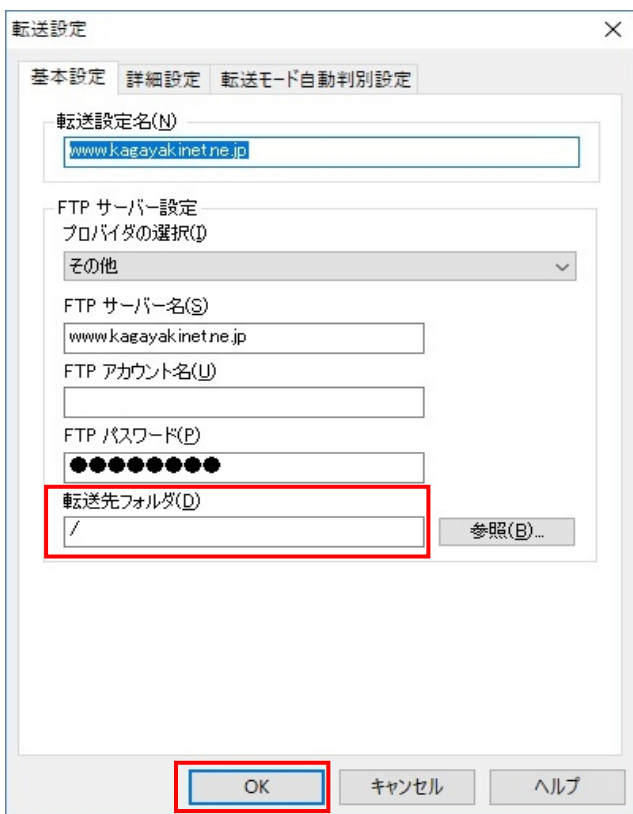 転送設定
基本設定 詳細設定 転送モード自動判別設定
転送設定名(N)
www.kagayakinet.ne.jp
FTP サーバー設定
プロバイダの選択(I)
その他
FTP サーバー名(S)
www.kagayakinet.ne.jp
FTP アカウント名(U)
FTP パスワード(P)
●●●●●●●●
転送先フォルダ(D)
/
参照(B)...
OK キャンセル ヘルプ